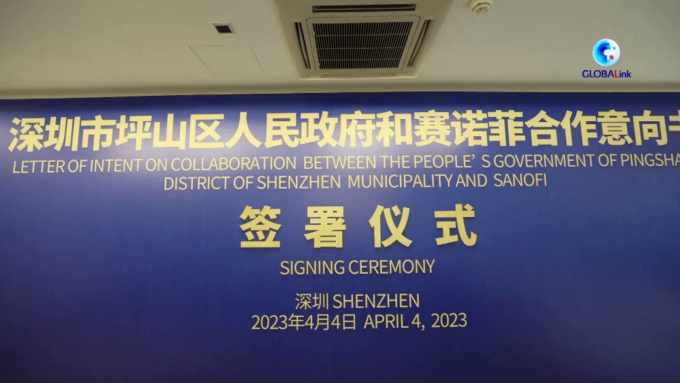 GLOBALink
深圳市坪山区人民政府和赛诺菲合作意向书
LETTER OF INTENT ON COLLABORATION BETWEEN THE PEOPLE'S GOVERNMENT OF PINGSHA
DISTRICT OF SHENZHEN MUNICIPALITY AND SANOFI
签署仪式
SIGNING CEREMONY
深圳 SHENZHEN
2023年4月4日 APRIL 4, 2023